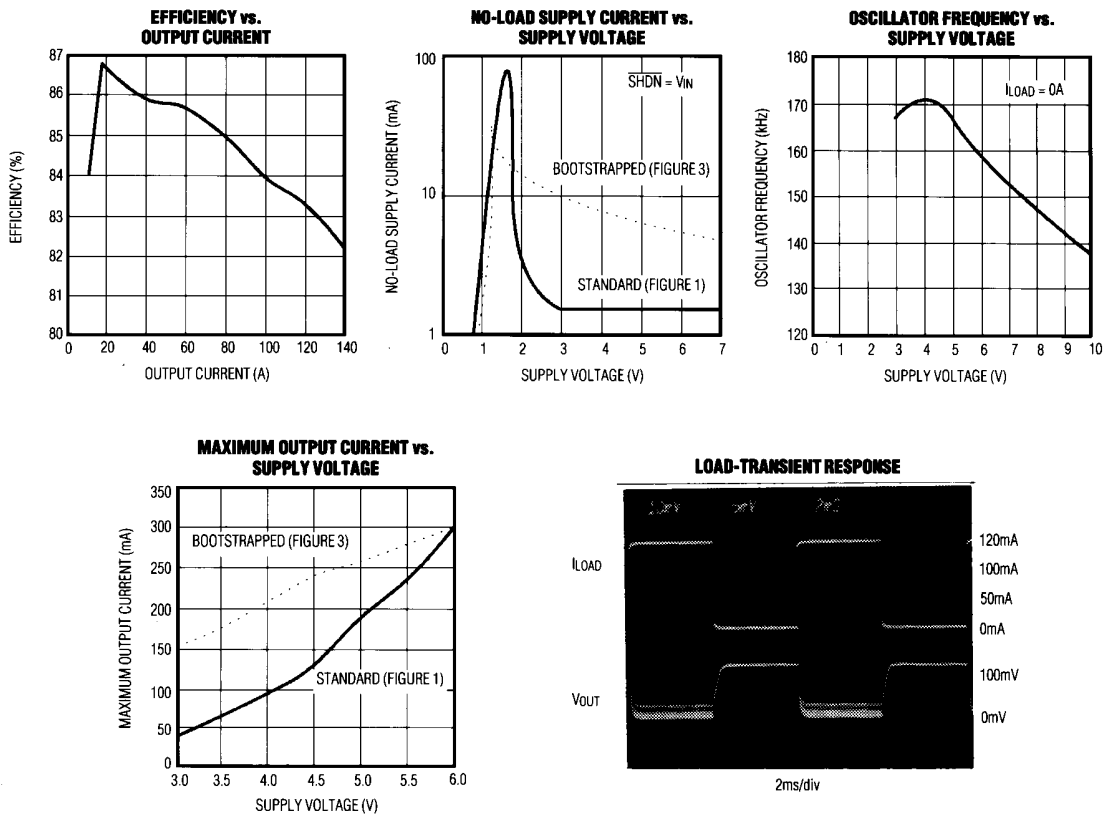 EFFICIENCY vs.
OUTPUT CURRENT
EFFICIENCY (%)
87
86
85
84
83
82
81
80
0 20 40 60 80 100 120 140
OUTPUT CURRENT (A)
NO-LOAD SUPPLY CURRENT vs.
SUPPLY VOLTAGE
NO-LOAD SUPPLY CURRENT (mA)
100
10
1
SHDN = VIN
BOOTSTRAPPED (FIGURE 3)
STANDARD (FIGURE 1)
0 1 2 3 4 5 6 7
SUPPLY VOLTAGE (V)
OSCILLATOR FREQUENCY vs.
SUPPLY VOLTAGE
OSCILLATOR FREQUENCY (kHz)
180
170
160
150
140
130
120
ILOAD = 0A
0 1 2 3 4 5 6 7 8 9 10
SUPPLY VOLTAGE (V)
MAXIMUM OUTPUT CURRENT vs.
SUPPLY VOLTAGE
MAXIMUM OUTPUT CURRENT (mA)
350
300
250
200
150
100
50
0
BOOTSTRAPPED (FIGURE 3)
STANDARD (FIGURE 1)
3.0 3.5 4.0 4.5 5.0 5.5 6.0
SUPPLY VOLTAGE (V)
LOAD-TRANSIENT RESPONSE
ILOAD
VOUT
120mA
100mA
50mA
0mA
100mV
0mV
2ms/div